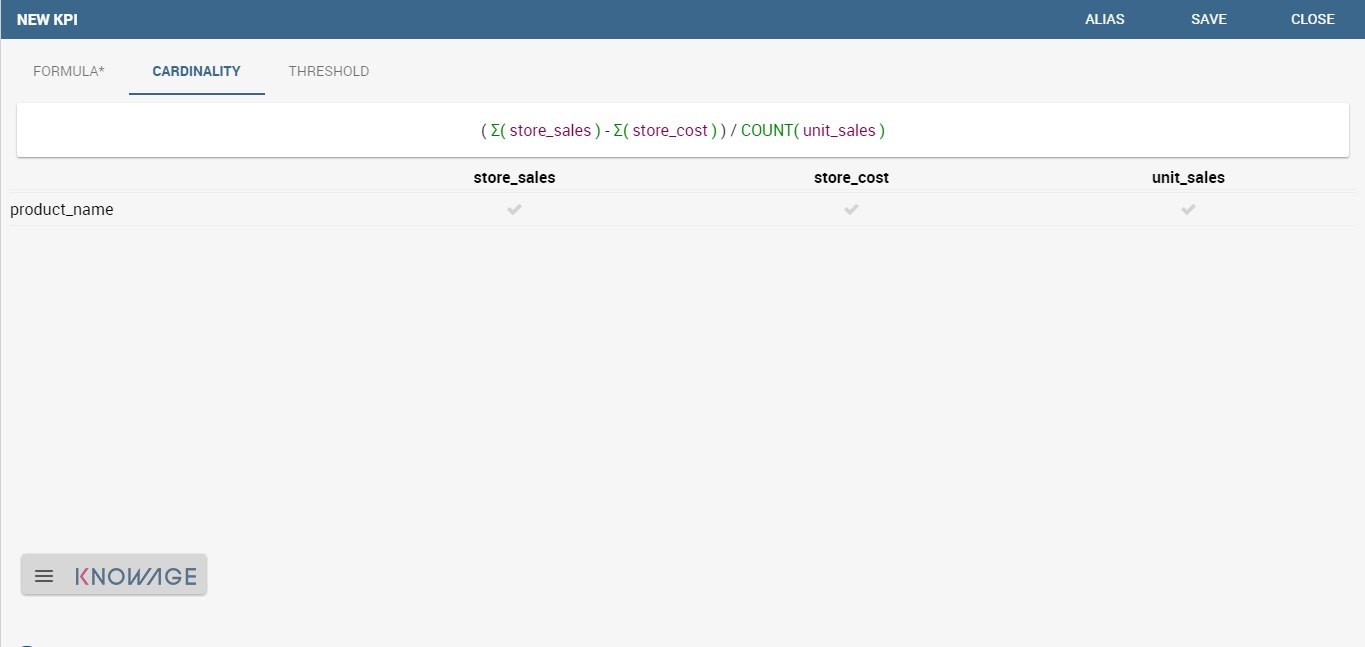 NEW KPI ALIAS SAVE CLOSE
FORMULA* CARDINALITY THRESHOLD
( Σ( store_sales ) - Σ( store_cost ) ) / COUNT( unit_sales )
store_sales store_cost unit_sales
product_name
KNOWAGE